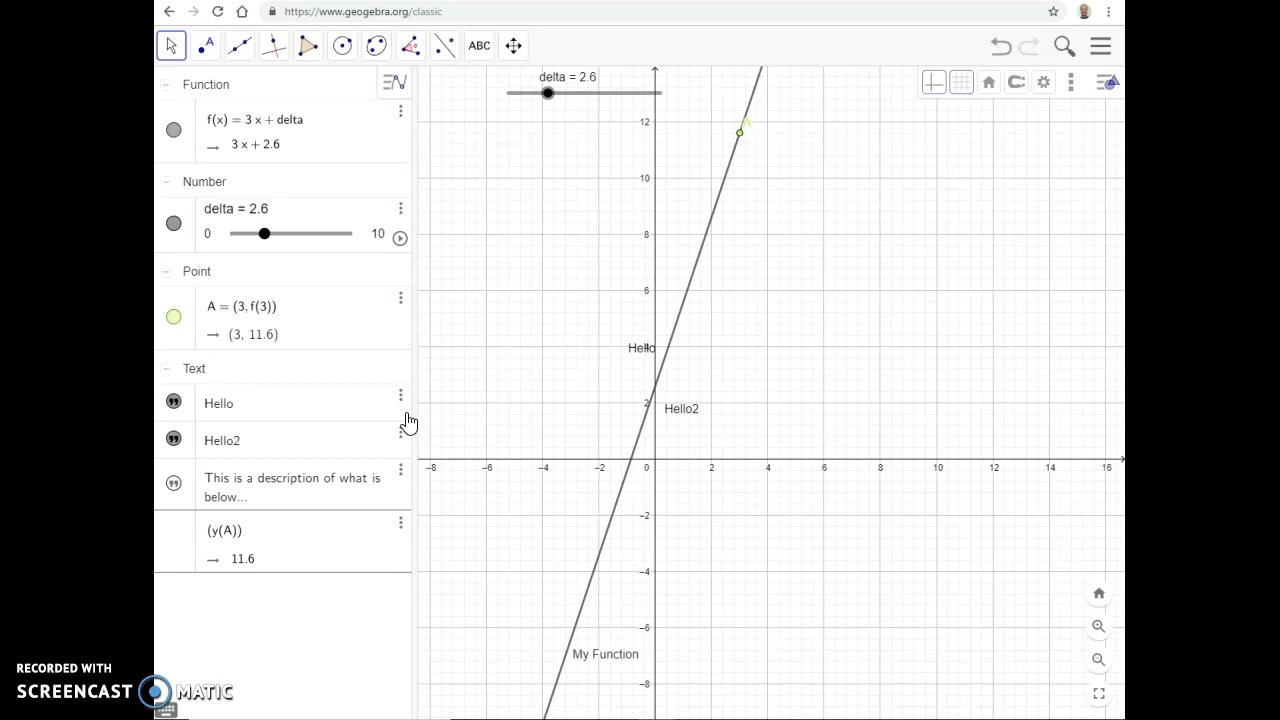 https://www.geogebra.org/classic
ABC
Function
f(x) = 3 x + delta
→ 3 x + 2.6
Number
delta = 2.6
0 10
Point
A = (3, f(3))
→ (3, 11.6)
Text
Hello
Hello2
This is a description of what is
below...
(y(A))
→ 11.6
delta = 2.6
A
12
10
8
6
4
Hello
2
Hello2
−8 −6 −4 −2 0 2 4 6 8 10 12 14 16
−2
−4
−6
My Function
−8
RECORDED WITH
SCREENCAST MATIC